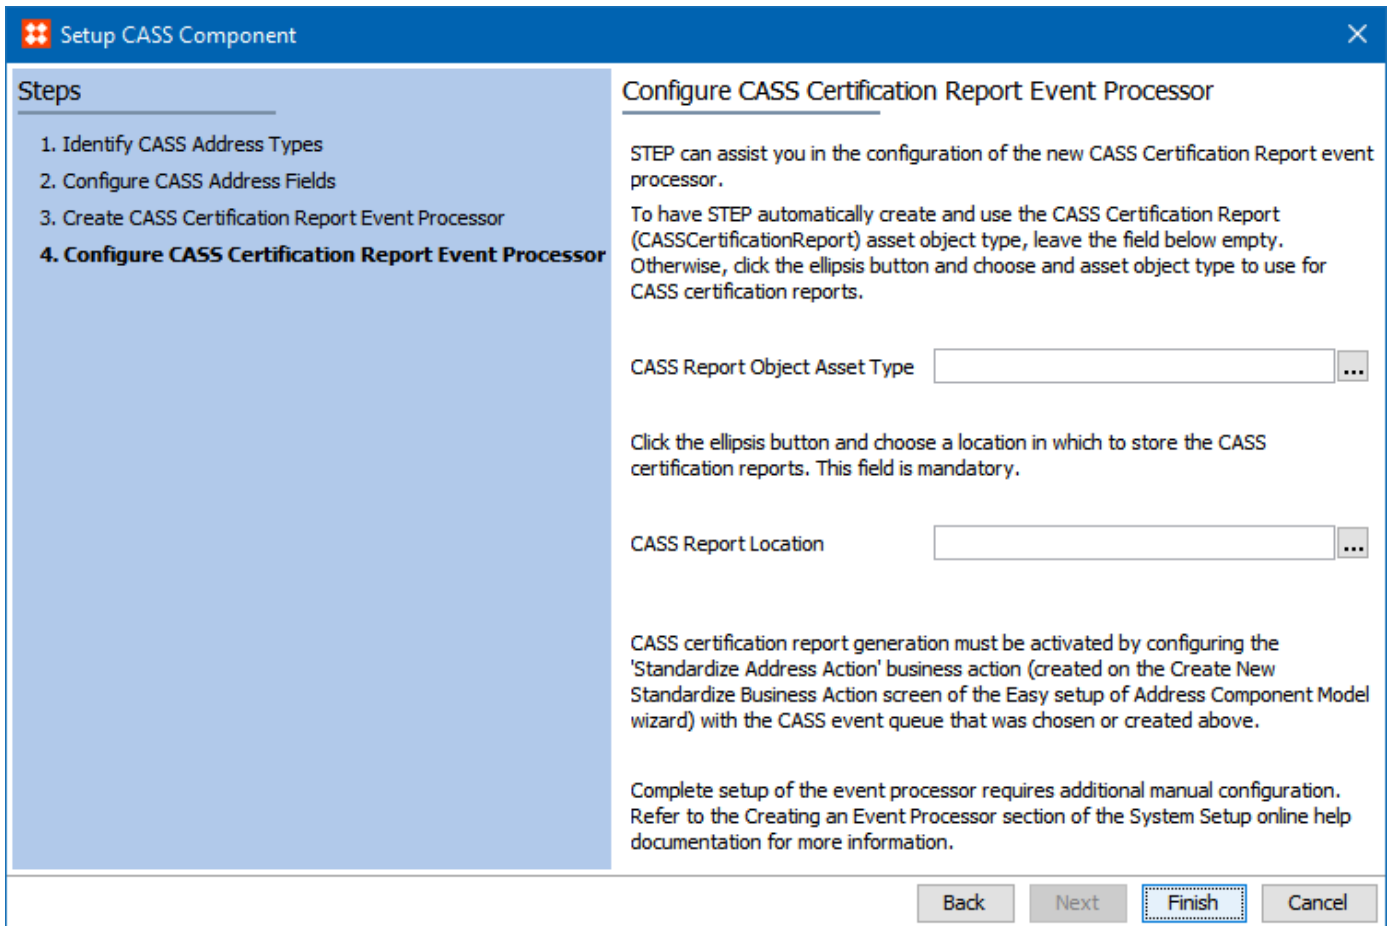 Setup CASS Component
Steps
1. Identify CASS Address Types
2. Configure CASS Address Fields
3. Create CASS Certification Report Event Processor
4. Configure CASS Certification Report Event Processor
Configure CASS Certification Report Event Processor
STEP can assist you in the configuration of the new CASS Certification Report event
processor.
To have STEP automatically create and use the CASS Certification Report
(CASSCertificationReport) asset object type, leave the field below empty.
Otherwise, click the ellipsis button and choose and asset object type to use for
CASS certification reports.
CASS Report Object Asset Type
...
Click the ellipsis button and choose a location in which to store the CASS
certification reports. This field is mandatory.
CASS Report Location
...
CASS certification report generation must be activated by configuring the
'Standardize Address Action' business action (created on the Create New
Standardize Business Action screen of the Easy setup of Address Component Model
wizard) with the CASS event queue that was chosen or created above.
Complete setup of the event processor requires additional manual configuration.
Refer to the Creating an Event Processor section of the System Setup online help
documentation for more information.
Back Next Finish Cancel